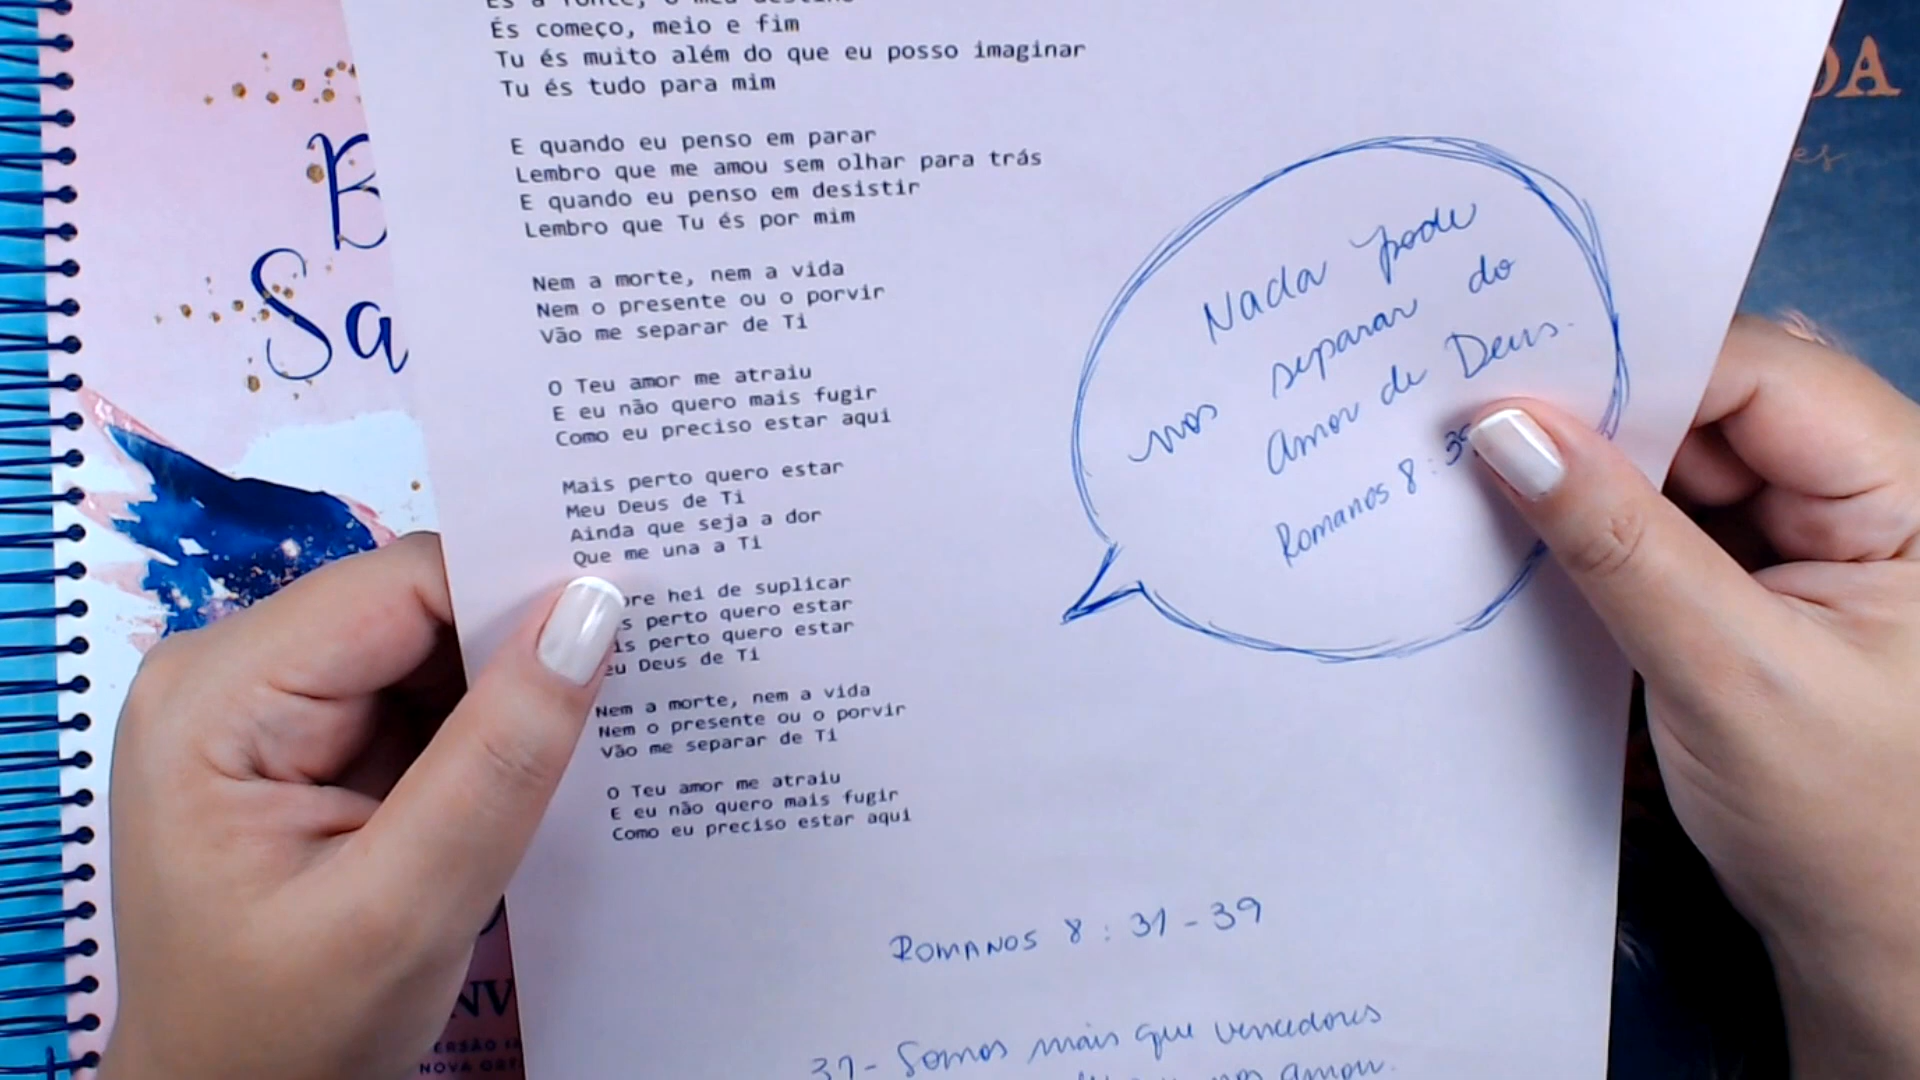 És começo, meio e fim
Tu és muito além do que eu posso imaginar
Tu és tudo para mim
E quando eu penso em parar
Lembro que me amou sem olhar para trás
E quando eu penso em desistir
Lembro que Tu és por mim
Nem a morte, nem a vida
Nem o presente ou o porvir
Vão me separar de Ti
O Teu amor me atraiu
E eu não quero mais fugir
Como eu preciso estar aqui
Mais perto quero estar
Meu Deus de Ti
Ainda que seja a dor
Que me una a Ti
hei de suplicar
perto quero estar
perto quero estar
Deus de Ti
Nem a morte, nem a vida
Nem o presente ou o porvir
Vão me separar de Ti
O Teu amor me atraiu
E eu não quero mais fugir
Como eu preciso estar aqui
Nada pode
nos separar do
amor de Deus.
Romanos 8:39
ROMANOS 8:31-39
37- Somos mais que vencedores
nos amou.
Sa
NOVA
DA